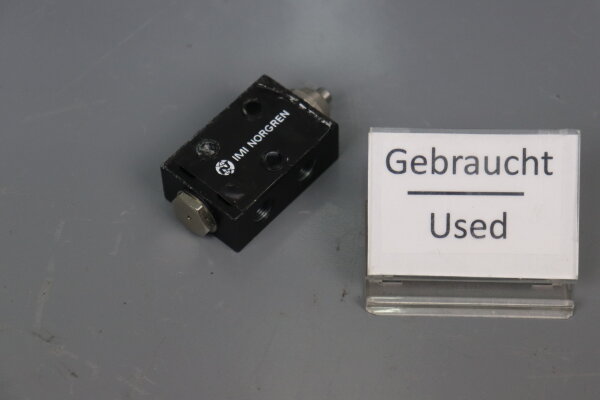 IMI NORGREN
Gebraucht
Used